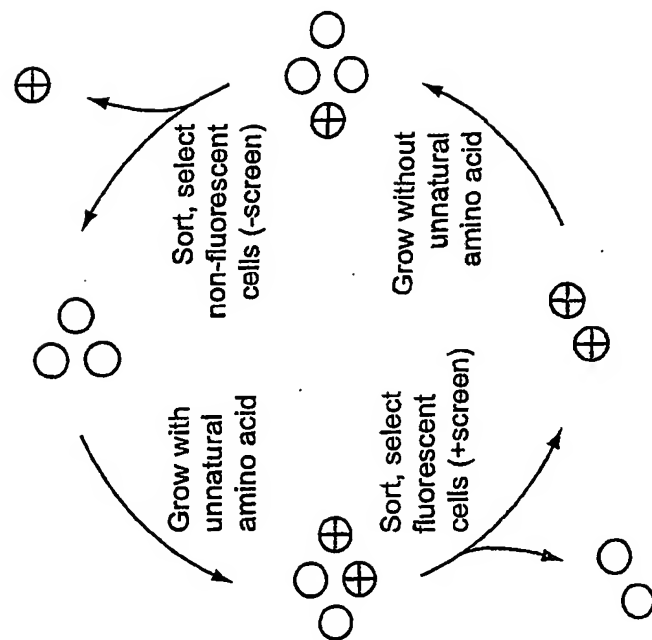 Grow with
unnatural
amino acid
Sort, select
fluorescent
cells (+screen)
Grow without
unnatural
amino acid
Sort, select
non-fluorescent
cells (-screen)